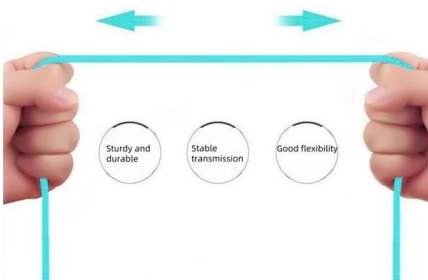 Sturdy and
durable
Stable
transmission
Good flexibility